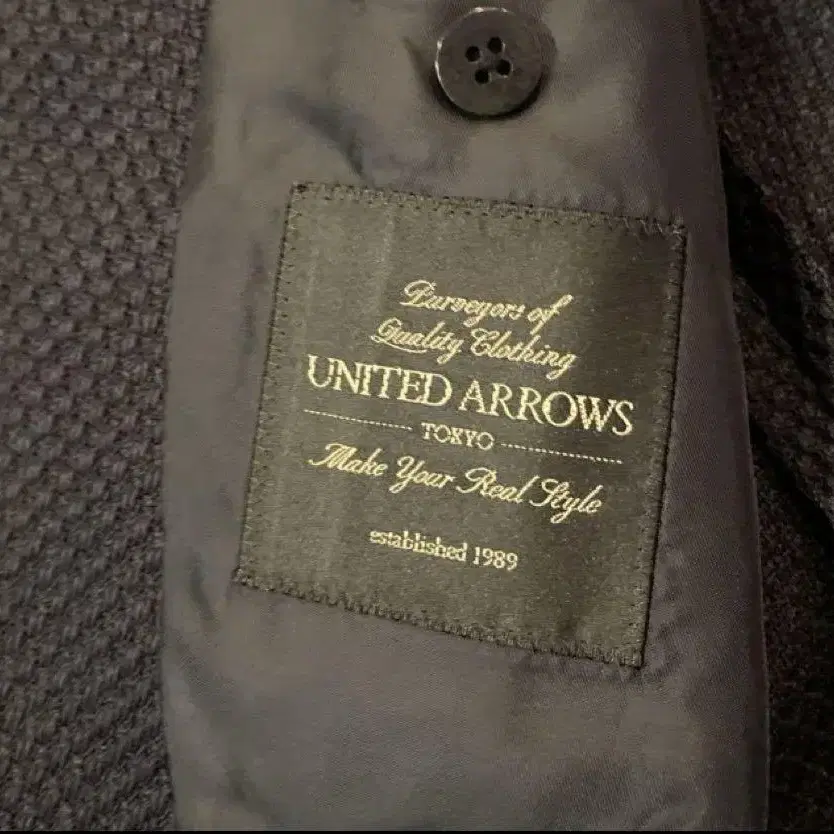 Purveyors of
Quality Clothing
UNITED ARROWS
TOKYO
Make Your Real Style
established 1989